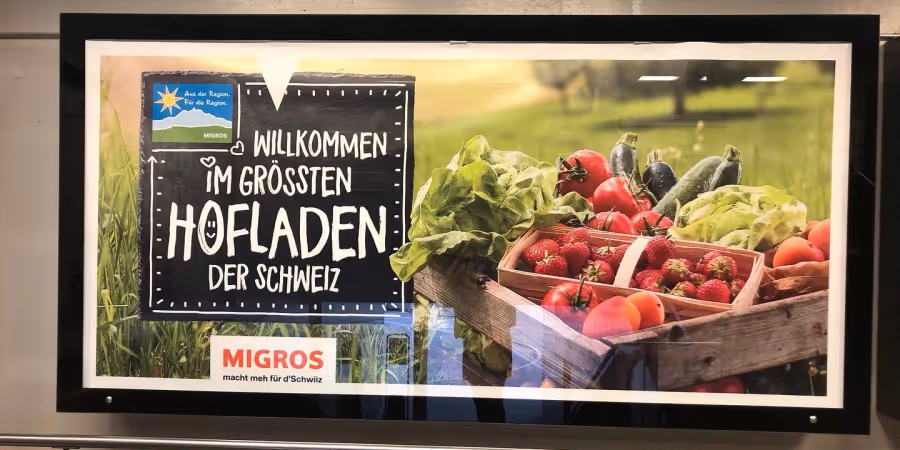 Aus der Region.
Für die Region.
MIGROS
WILLKOMMEN
IM GRÖSSTEN
HOFLADEN
DER SCHWEIZ
MIGROS
macht meh für d'Schwiiz